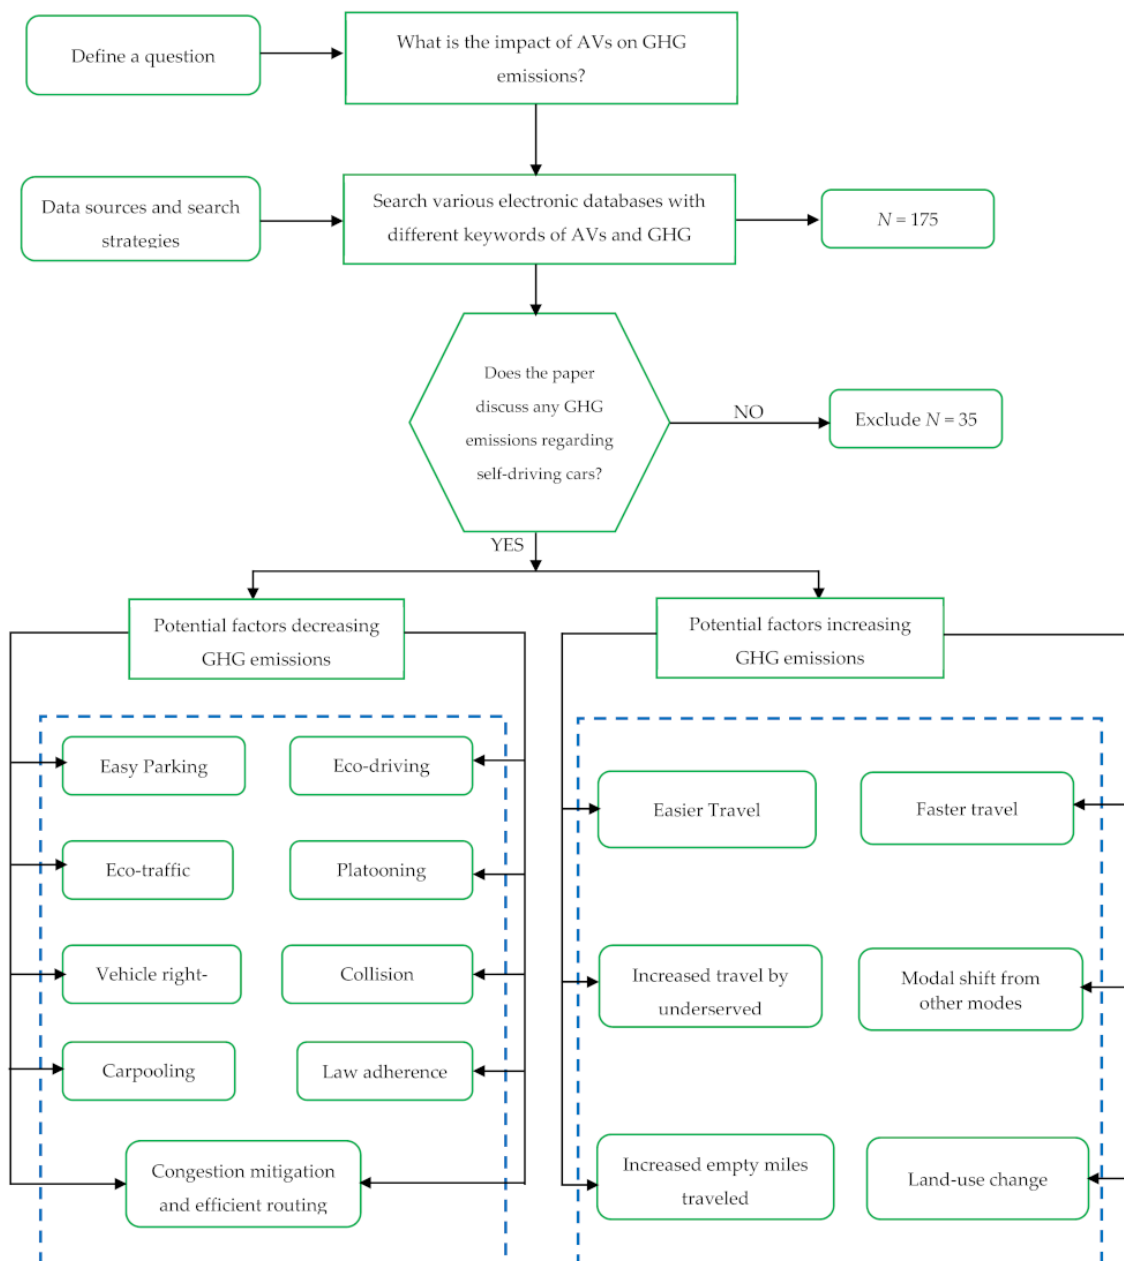 Define a question
What is the impact of AVs on GHG
emissions?
Data sources and search
strategies
Search various electronic databases with
different keywords of AVs and GHG
N = 175
Does the paper
discuss any GHG
emissions regarding
self-driving cars?
NO
Exclude N = 35
YES
Potential factors decreasing
GHG emissions
Potential factors increasing
GHG emissions
Easy Parking
Eco-driving
Eco-traffic
Platooning
Vehicle right-
Collision
Carpooling
Law adherence
Congestion mitigation
and efficient routing
Easier Travel
Faster travel
Increased travel by
underserved
Modal shift from
other modes
Increased empty miles
traveled
Land-use change